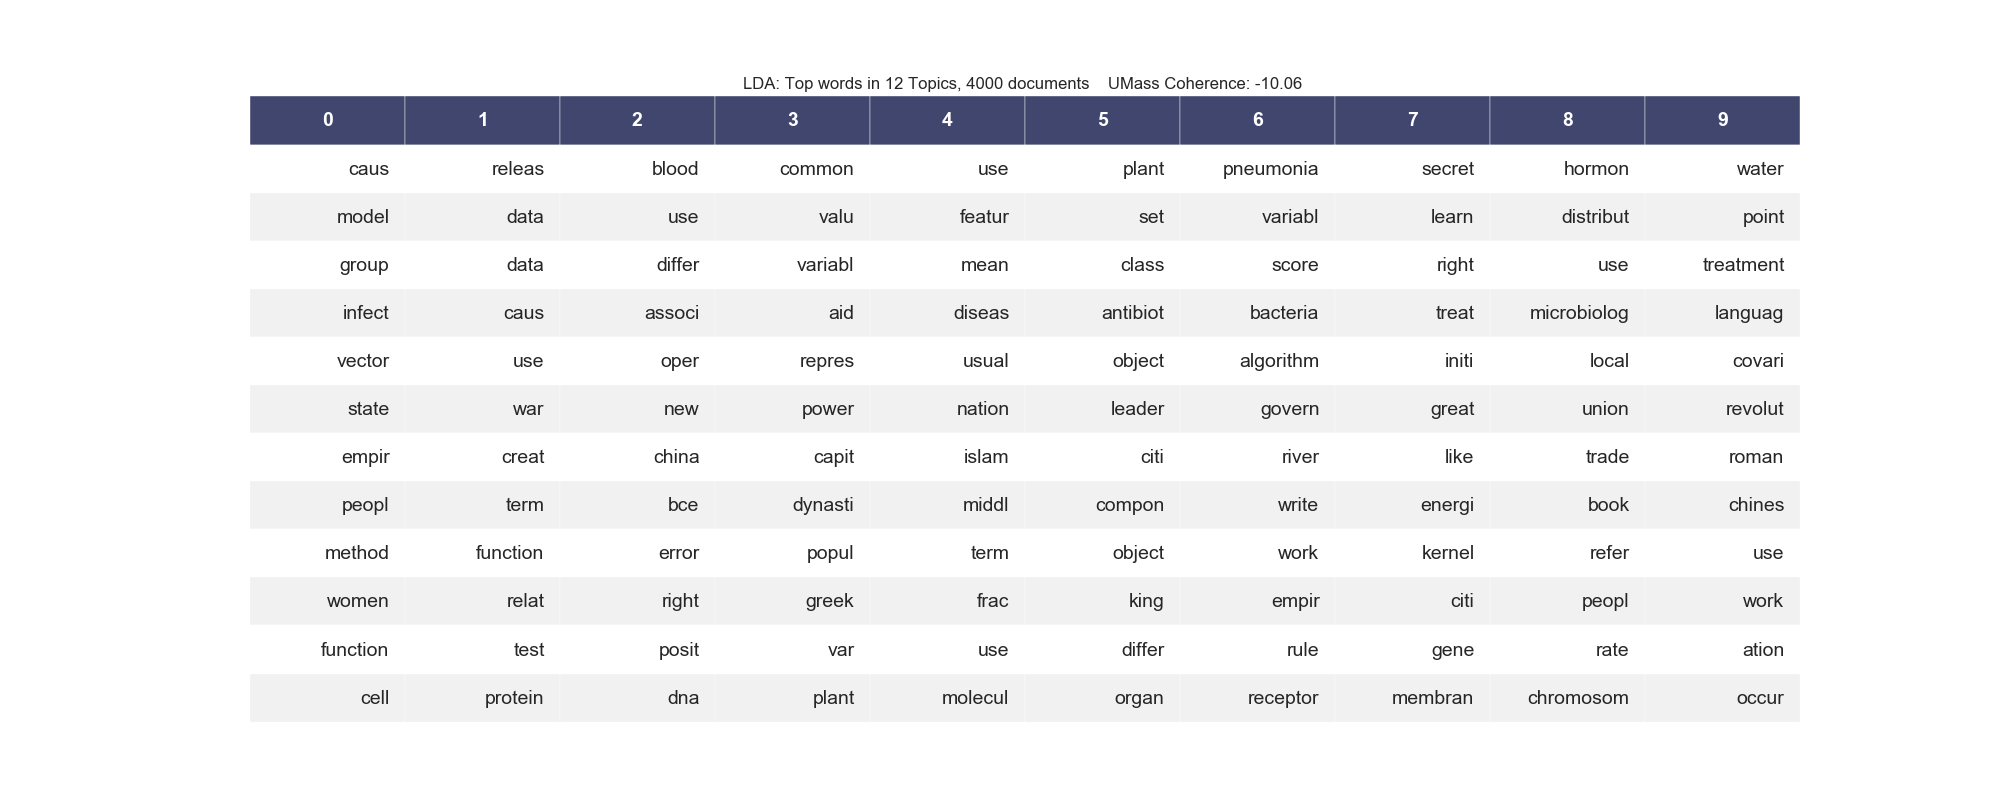 LDA: Top words in 12 Topics, 4000 documents    UMass Coherence: -10.06
0 1 2 3 4 5 6 7 8 9
caus releas blood common use plant pneumonia secret hormon water
model data use valu featur set variabl learn distribut point
group data differ variabl mean class score right use treatment
infect caus associ aid diseas antibiot bacteria treat microbiolog languag
vector use oper repres usual object algorithm initi local covari
state war new power nation leader govern great union revolut
empir creat china capit islam citi river like trade roman
peopl term bce dynasti middl compon write energi book chines
method function error popul term object work kernel refer use
women relat right greek frac king empir citi peopl work
function test posit var use differ rule gene rate ation
cell protein dna plant molecul organ receptor membran chromosom occur